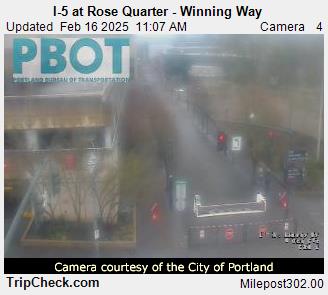 I-5 at Rose Quarter - Winning Way
Updated Feb 16 2025 11:07 AM Camera 4
PBOT
PORTLAND BUREAU OF TRANSPORTATION
Camera courtesy of the City of Portland
TripCheck.com Milepost302.00